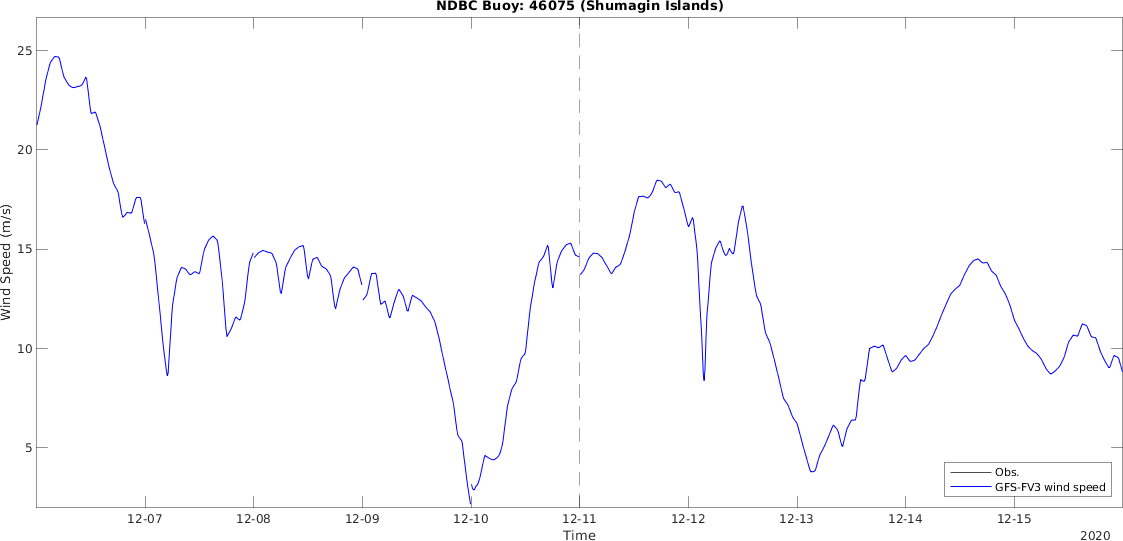 NDBC Buoy: 46075 (Shumagin Islands)
25
20
15
10
5
Wind Speed (m/s)
12-07 12-08 12-09 12-10 12-11 12-12 12-13 12-14 12-15
Time
2020
Obs.
GFS-FV3 wind speed